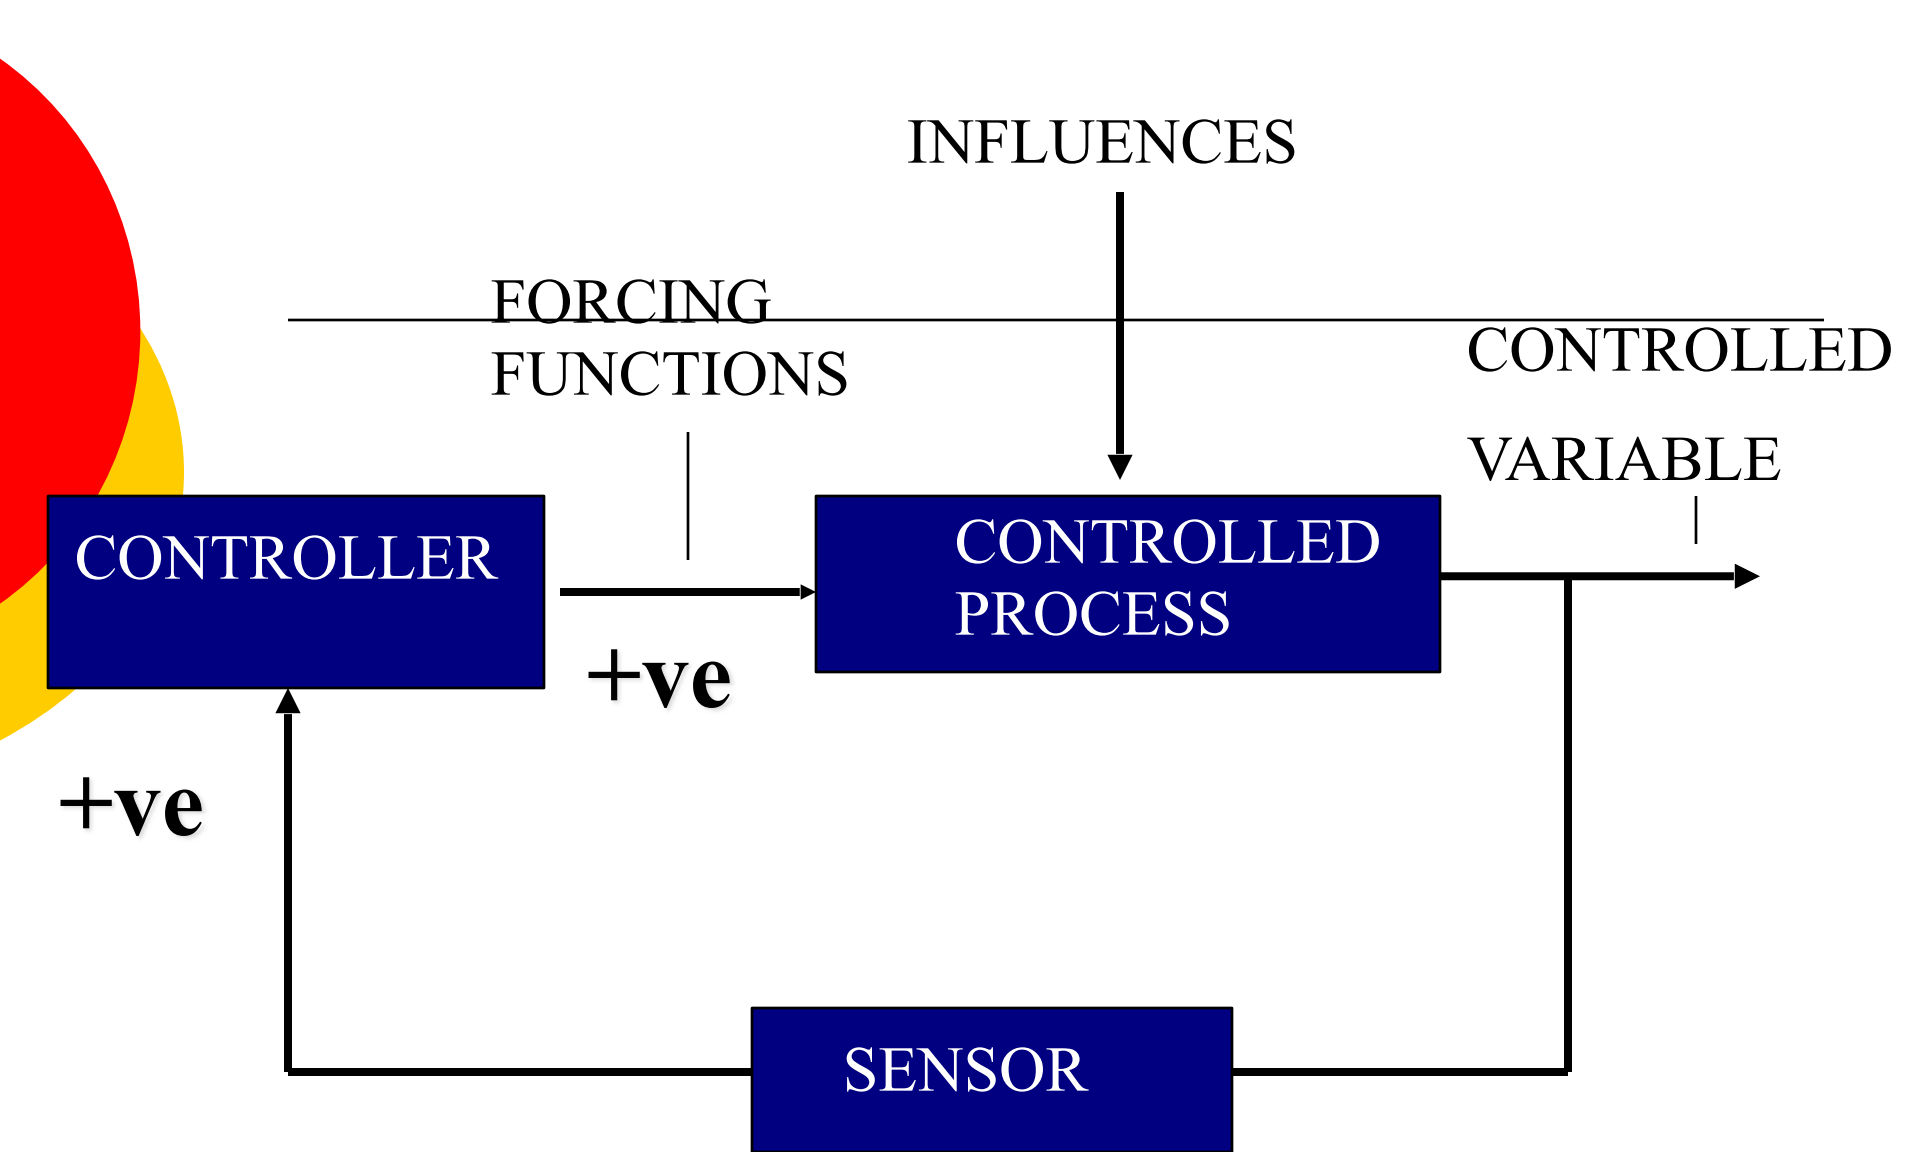 INFLUENCES
FORCING
FUNCTIONS
CONTROLLED
VARIABLE
CONTROLLER
CONTROLLED
PROCESS
+ve
+ve
SENSOR